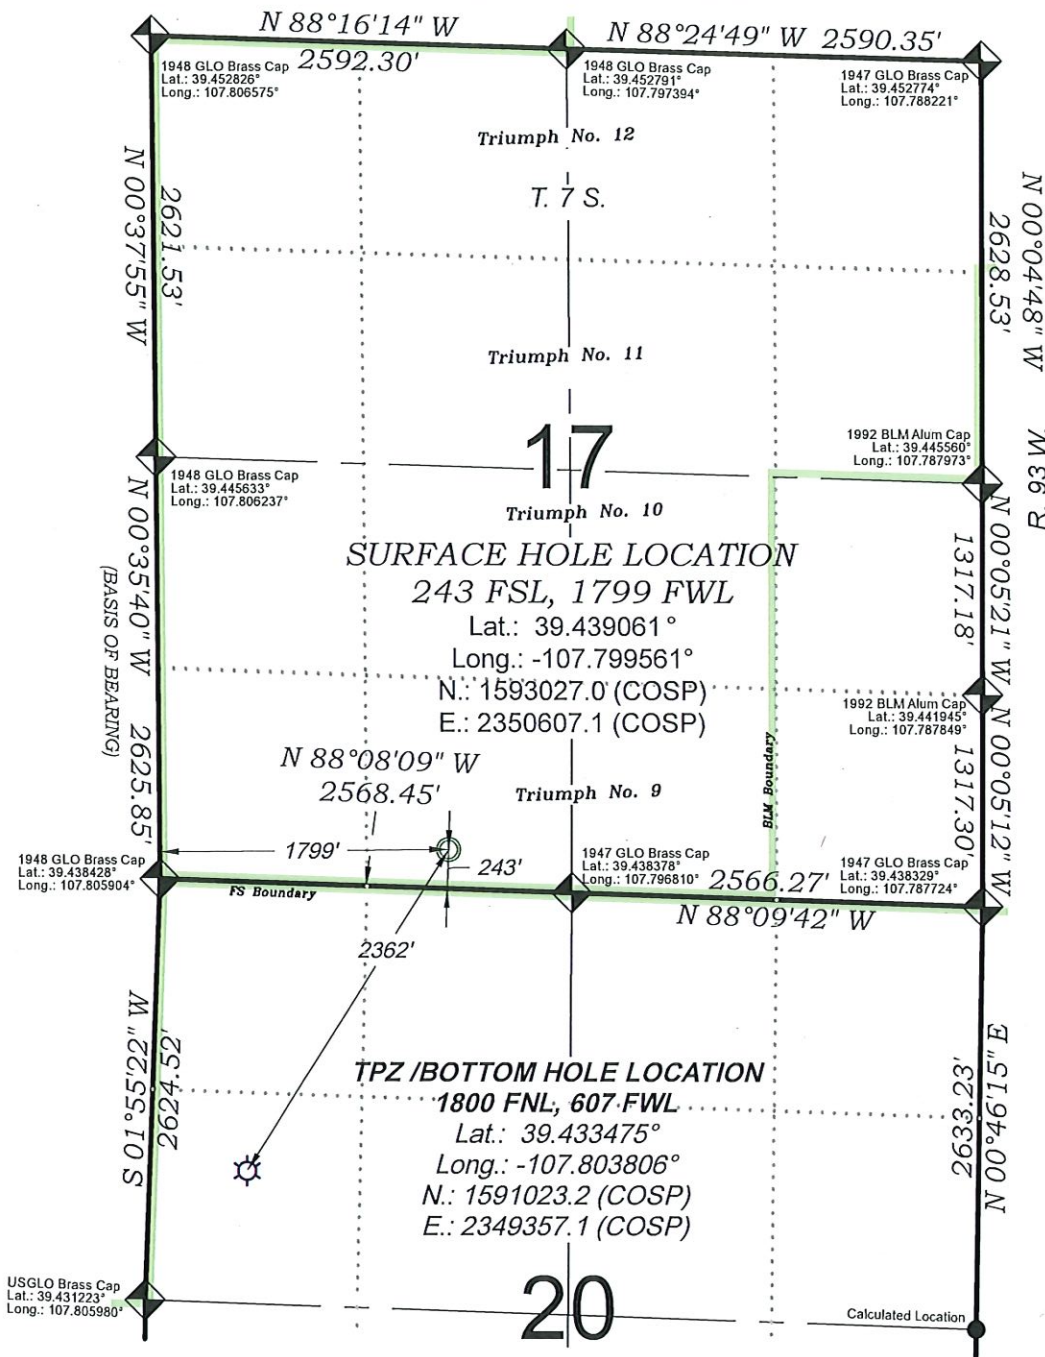 N 88°16'14" W
2592.30'
N 88°24'49" W 2590.35'
1948 GLO Brass Cap
Lat.: 39.452826°
Long.: 107.806575°
1948 GLO Brass Cap
Lat.: 39.452791°
Long.: 107.797394°
1947 GLO Brass Cap
Lat.: 39.452774°
Long.: 107.788221°
Triumph No. 12
T. 7 S.
N 00°37'55" W
2621.53'
N 00°04'48" W
2628.53'
R. 93 W.
Triumph No. 11
17
1948 GLO Brass Cap
Lat.: 39.445633°
Long.: 107.806237°
1992 BLM Alum Cap
Lat.: 39.445560°
Long.: 107.787973°
Triumph No. 10
SURFACE HOLE LOCATION
243 FSL, 1799 FWL
Lat.: 39.439061°
Long.: -107.799561°
N.: 1593027.0 (COSP)
E.: 2350607.1 (COSP)
N 00°35'40" W 2625.85'
(BASIS OF BEARING)
N 00°05'21" W
1317.18'
1992 BLM Alum Cap
Lat.: 39.441945°
Long.: 107.787849°
N 00°05'12" W
1317.30'
BLM Boundary
N 88°08'09" W
2568.45'
Triumph No. 9
1799'
243'
1948 GLO Brass Cap
Lat.: 39.438428°
Long.: 107.805904°
FS Boundary
1947 GLO Brass Cap
Lat.: 39.438378°
Long.: 107.796810°
2566.27'
N 88°09'42" W
1947 GLO Brass Cap
Lat.: 39.438329°
Long.: 107.787724°
2362'
S 01°55'22" W
2624.52'
N 00°46'15" E
2633.23'
TPZ /BOTTOM HOLE LOCATION
1800 FNL, 607 FWL
Lat.: 39.433475°
Long.: -107.803806°
N.: 1591023.2 (COSP)
E.: 2349357.1 (COSP)
USGLO Brass Cap
Lat.: 39.431223°
Long.: 107.805980°
20
Calculated Location